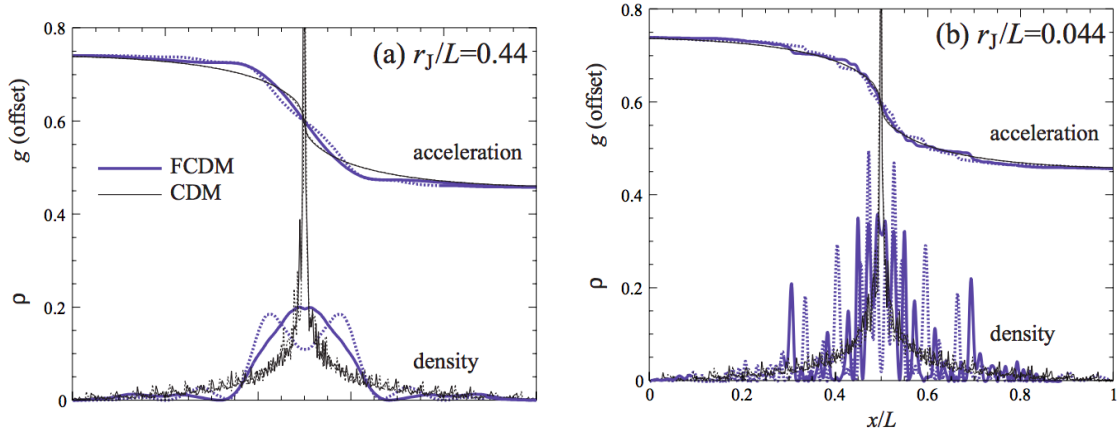 0.8
(a) rJ/L=0.44
0.6
g (offset)
acceleration
FCDM
CDM
0.4
0.2
ρ
density
0
0.8
(b) rJ/L=0.044
0.6
g (offset)
acceleration
0.4
0.2
ρ
density
0
0 0.2 0.4 0.6 0.8 1
x/L